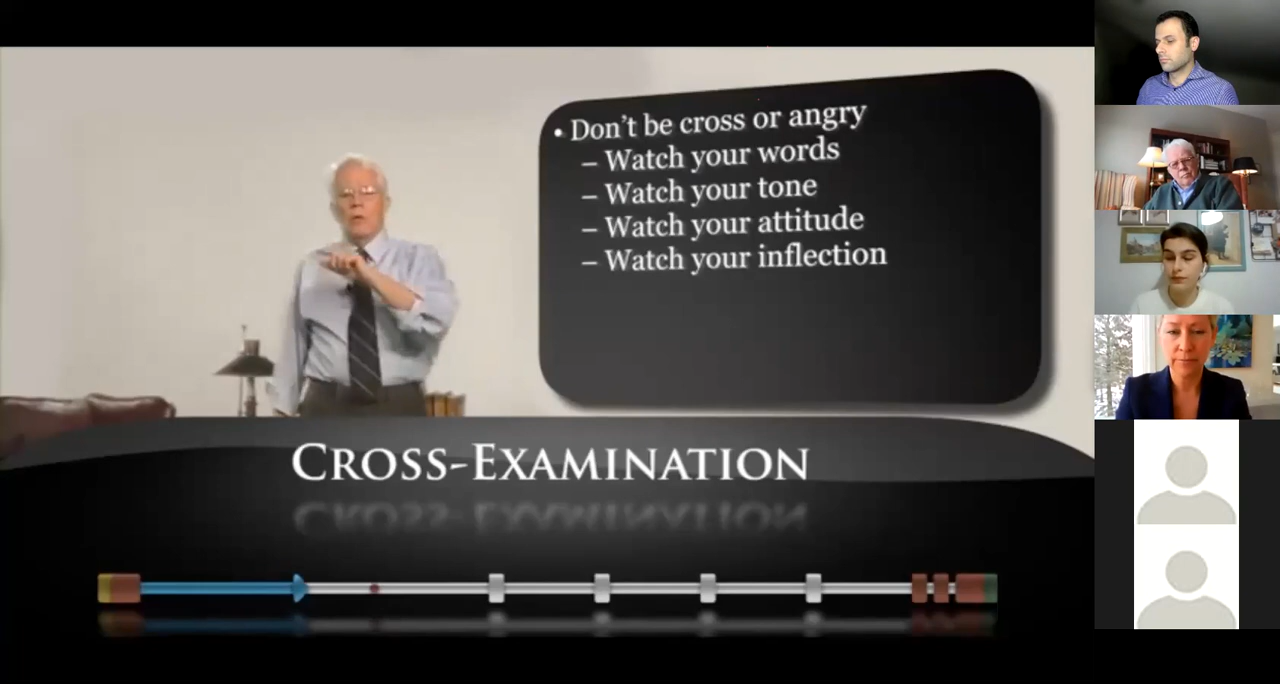 • Don't be cross or angry
– Watch your words
– Watch your tone
– Watch your attitude
– Watch your inflection
CROSS-EXAMINATION